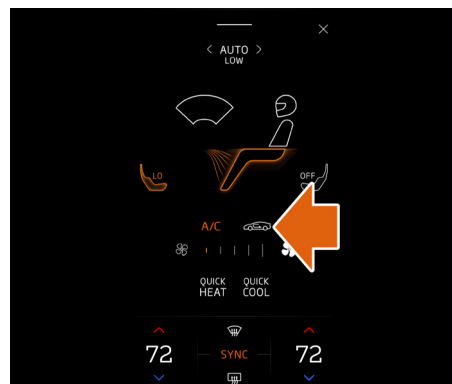 < AUTO >
LOW
LO
OFF
A/C
QUICK HEAT
QUICK COOL
72
SYNC
72